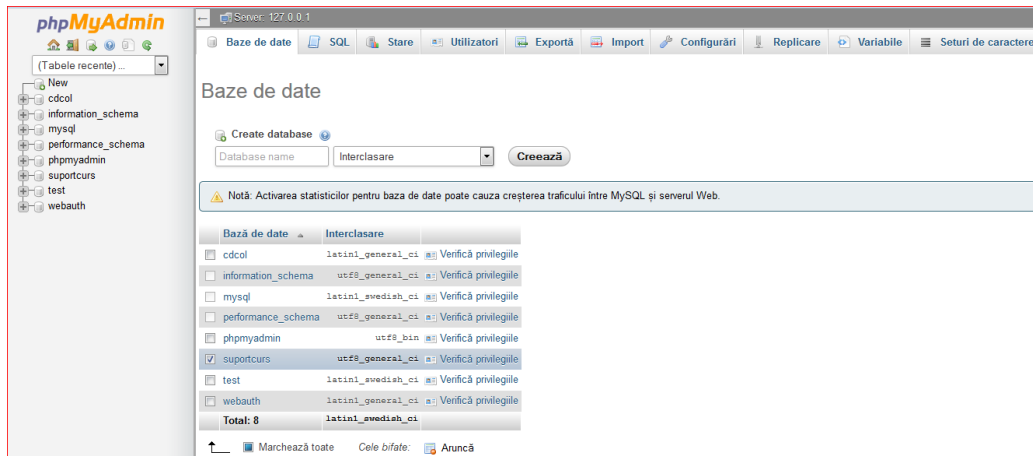 phpMyAdmin
(Tabele recente) ...
New
cdcol
information_schema
mysql
performance_schema
phpmyadmin
suportcurs
test
webauth
Server: 127.0.0.1
Baze de date SQL Stare Utilizatori Exportă Import Configurări Replicare Variabile Seturi de caractere
Baze de date
Create database
Database name Interclasare Creează
Notă: Activarea statisticilor pentru baza de date poate cauza creșterea traficului între MySQL și serverul Web.
Bază de date Interclasare
cdcol latin1_general_ci Verifică privilegiile
information_schema utf8_general_ci Verifică privilegiile
mysql latin1_swedish_ci Verifică privilegiile
performance_schema utf8_general_ci Verifică privilegiile
phpmyadmin utf8_bin Verifică privilegiile
suportcurs utf8_general_ci Verifică privilegiile
test latin1_swedish_ci Verifică privilegiile
webauth latin1_general_ci Verifică privilegiile
Total: 8 latin1_swedish_ci
Marchează toate Cele bifate: Aruncă